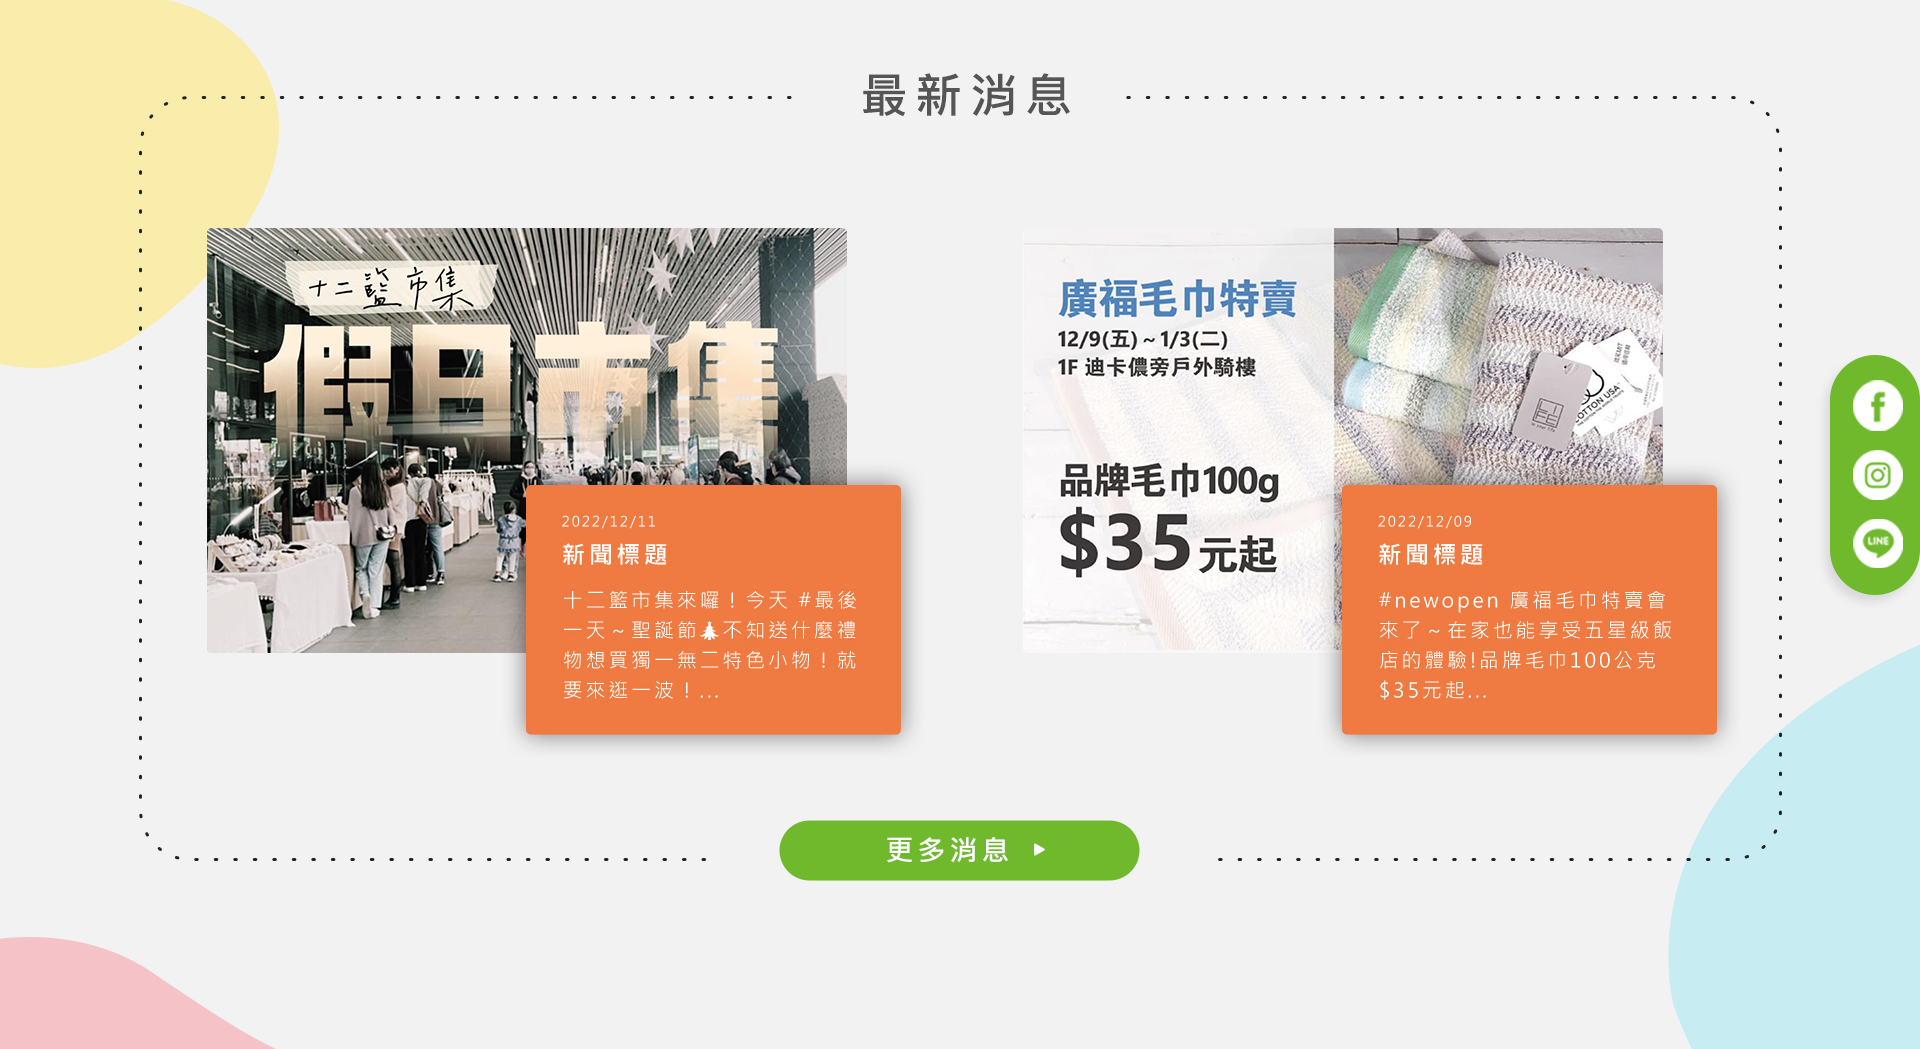 最新消息
十二籃市集
假日市集
2022/12/11
新聞標題
十二籃市集來囉！今天 #最後
一天～聖誕節🎄不知送什麼禮
物想買獨一無二特色小物！就
要來逛一波！...
廣福毛巾特賣
12/9(五)～1/3(二)
1F 迪卡儂旁戶外騎樓
品牌毛巾100g
$35元起
COTTON USA
2022/12/09
新聞標題
#newopen 廣福毛巾特賣會
來了～在家也能享受五星級飯
店的體驗!品牌毛巾100公克
$35元起...
LINE
更多消息